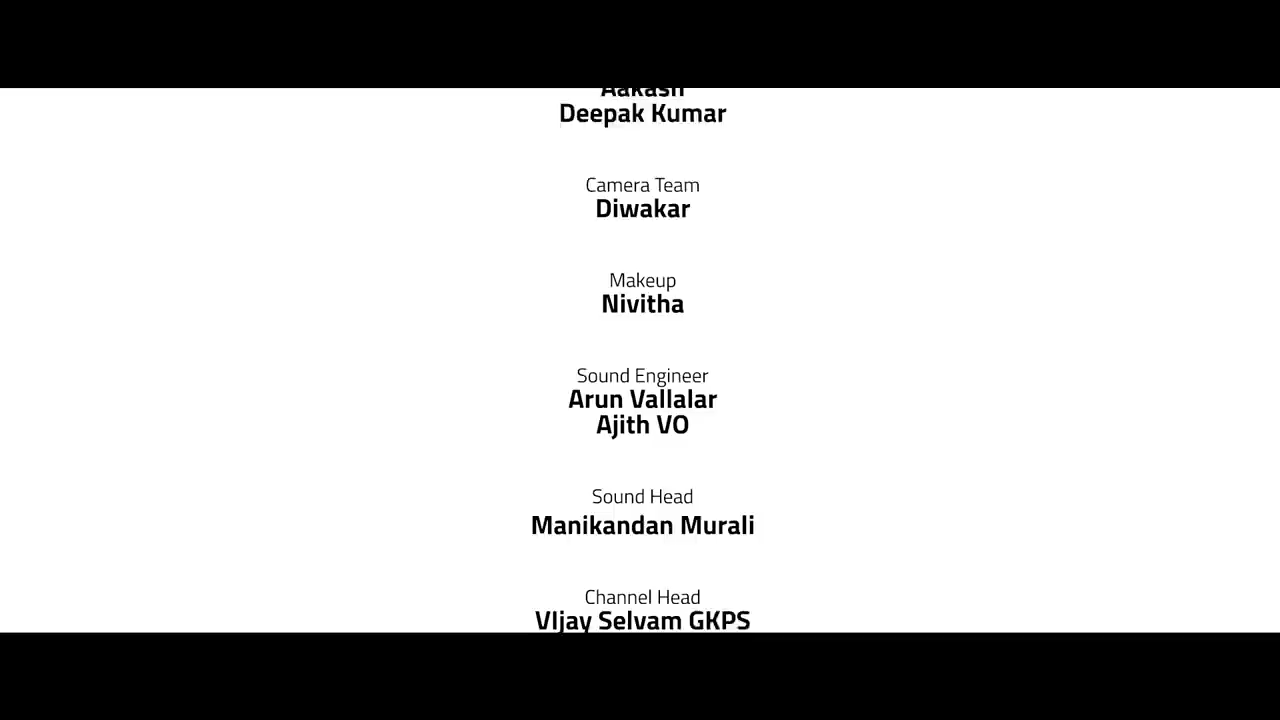 Aakash
Deepak Kumar
Camera Team
Diwakar
Makeup
Nivitha
Sound Engineer
Arun Vallalar
Ajith VO
Sound Head
Manikandan Murali
Channel Head
VIjay Selvam GKPS